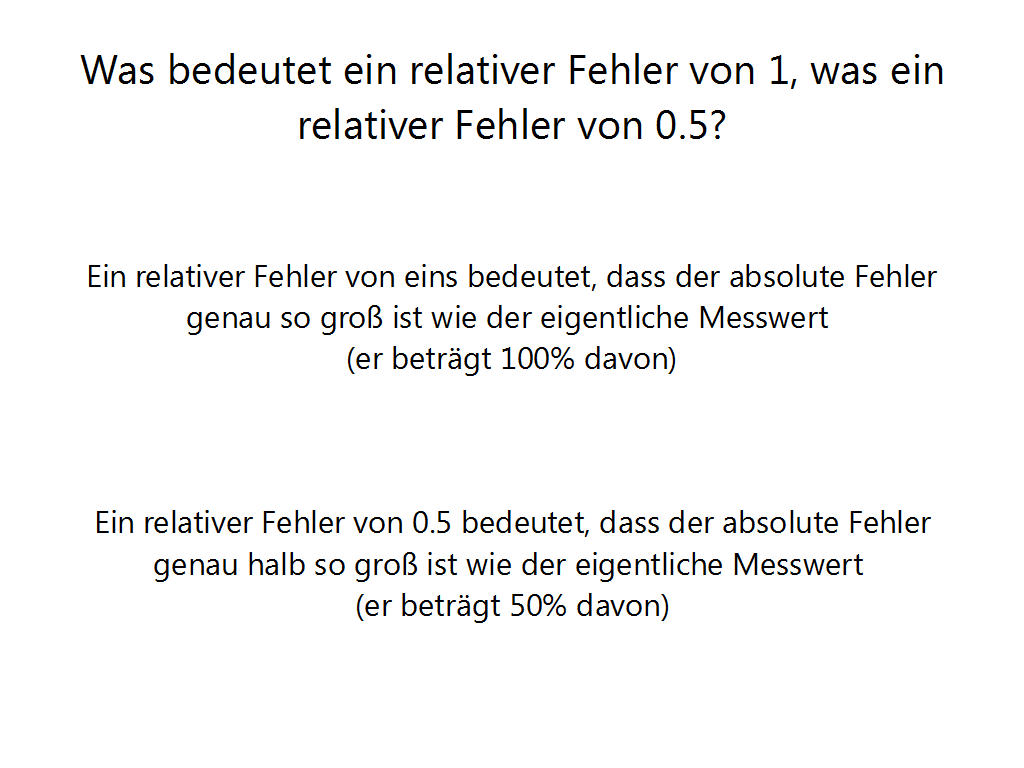 Was bedeutet ein relativer Fehler von 1, was ein
relativer Fehler von 0.5?
Ein relativer Fehler von eins bedeutet, dass der absolute Fehler
genau so groß ist wie der eigentliche Messwert
(er beträgt 100% davon)
Ein relativer Fehler von 0.5 bedeutet, dass der absolute Fehler
genau halb so groß ist wie der eigentliche Messwert
(er beträgt 50% davon)